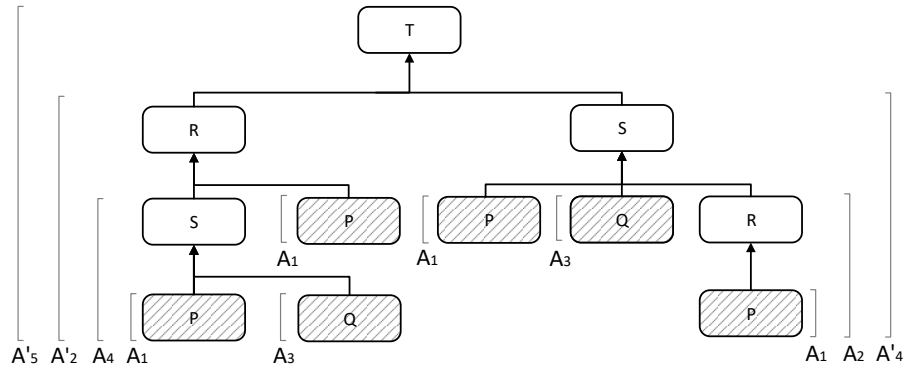 T
R S
S P P Q R
A1 A1 A3
P Q P
A'5 A'2 A4 A1 A3 A1 A2 A'4